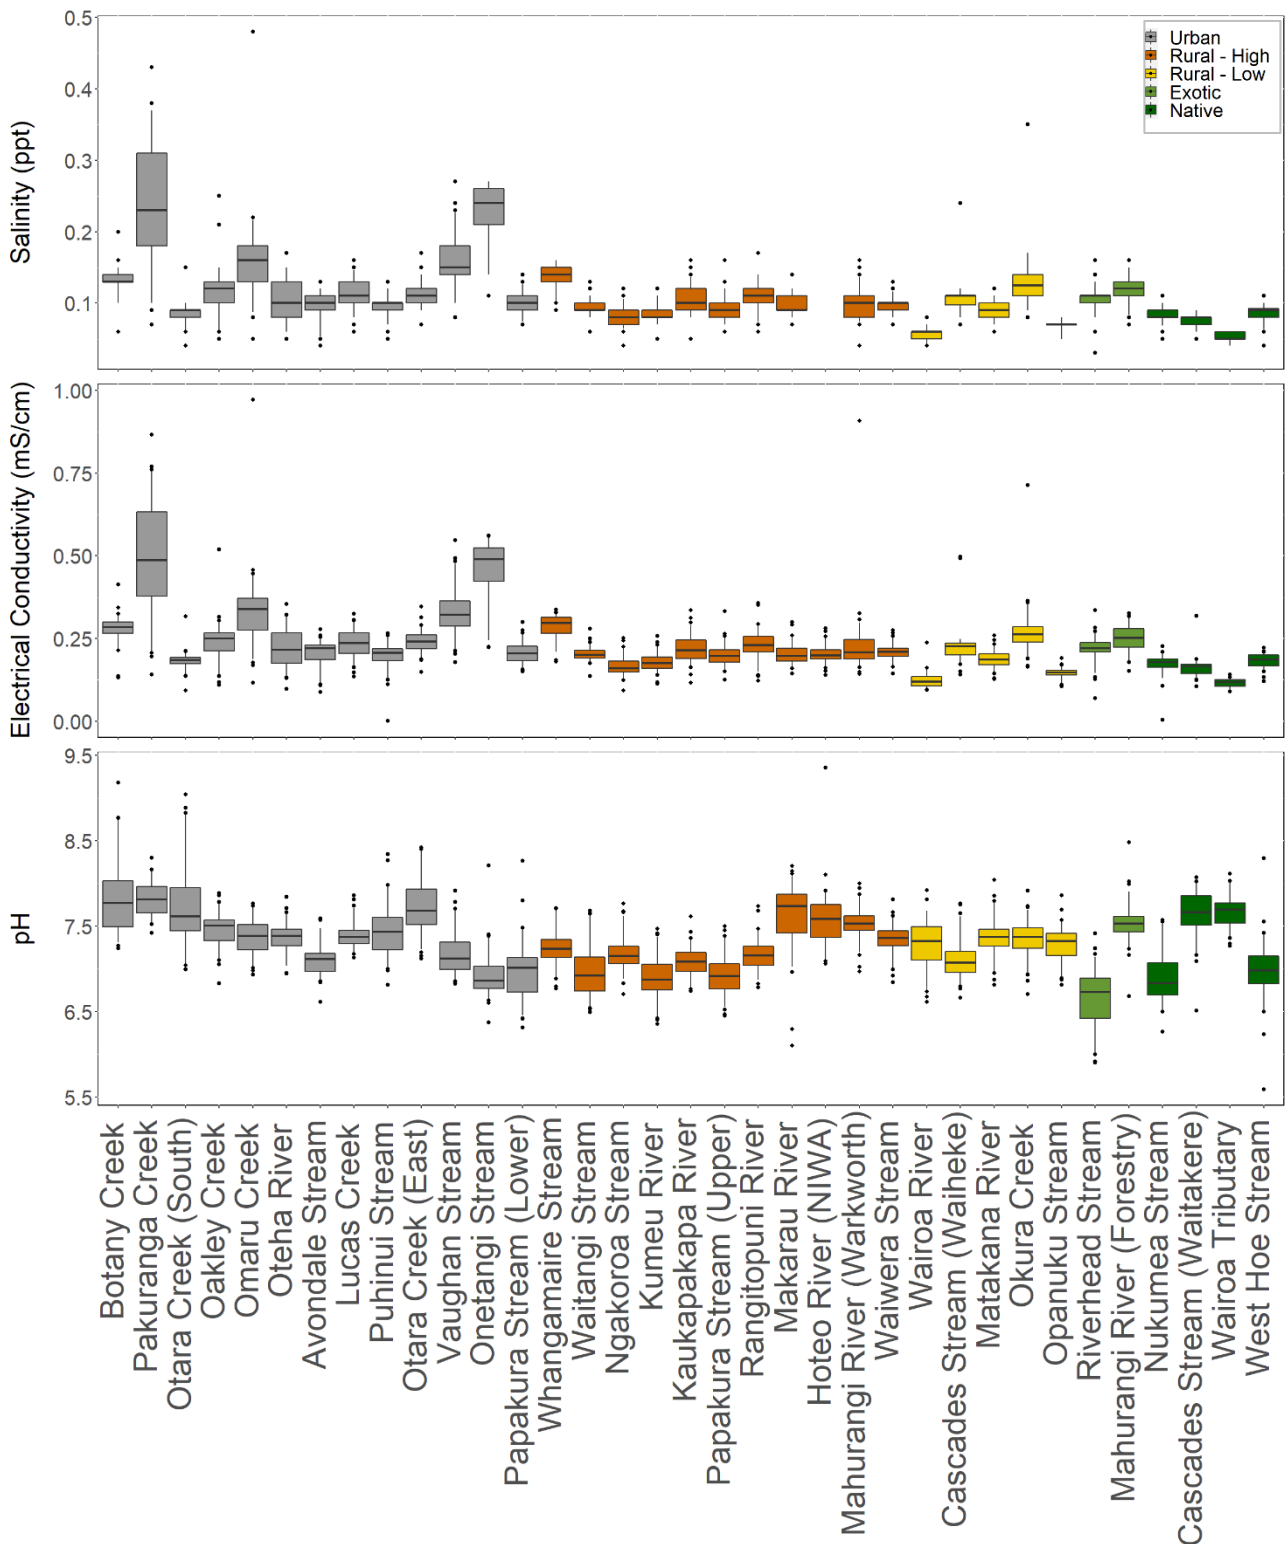 Salinity (ppt)
0.5
0.4
0.3
0.2
0.1
Urban
Rural - High
Rural - Low
Exotic
Native
Electrical Conductivity (mS/cm)
1.00
0.75
0.50
0.25
0.00
pH
9.5
8.5
7.5
6.5
5.5
Botany Creek
Pakuranga Creek
Otara Creek (South)
Oakley Creek
Omaru Creek
Oteha River
Avondale Stream
Lucas Creek
Puhinui Stream
Otara Creek (East)
Vaughan Stream
Onetangi Stream
Papakura Stream (Lower)
Whangamaire Stream
Waitangi Stream
Ngakoroa Stream
Kumeu River
Kaukapakapa River
Papakura Stream (Upper)
Rangitopuni River
Makarau River
Hoteo River (NIWA)
Mahurangi River (Warkworth)
Waiwera Stream
Wairoa River
Cascades Stream (Waiheke)
Matakana River
Okura Creek
Opanuku Stream
Riverhead Stream
Mahurangi River (Forestry)
Nukumea Stream
Cascades Stream (Waitakere)
Wairoa Tributary
West Hoe Stream